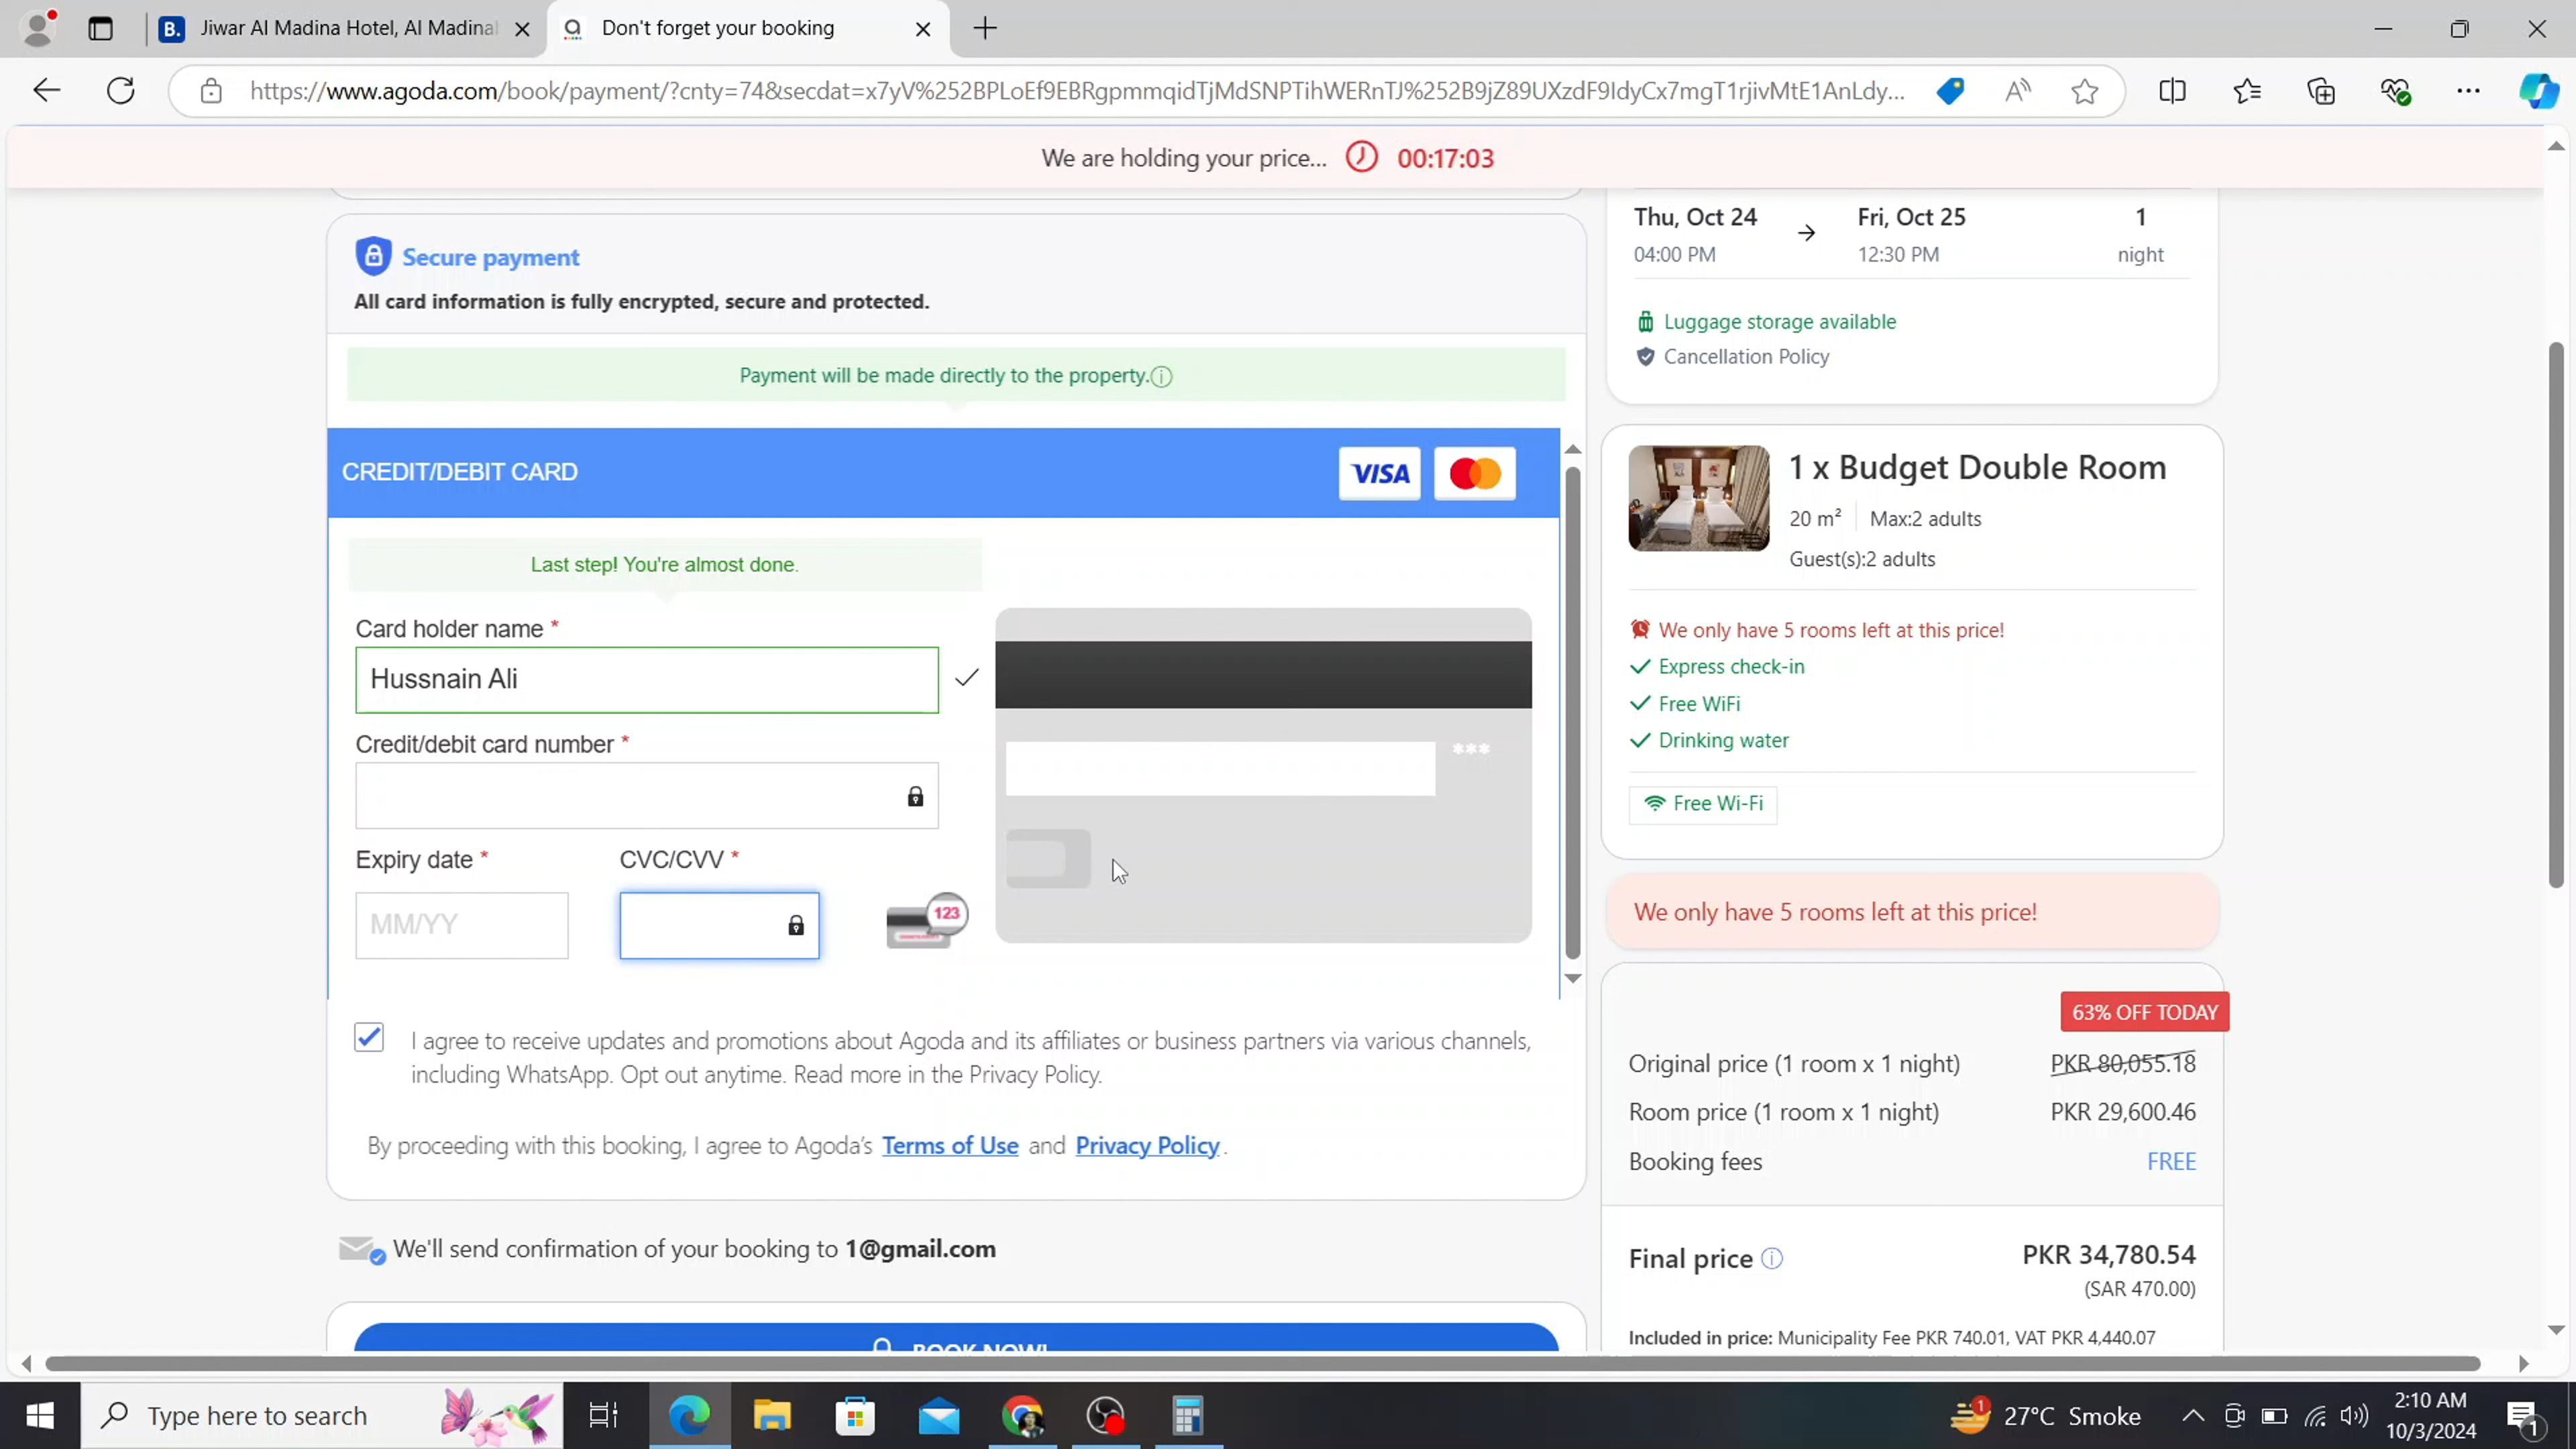 B. Jiwar Al Madina Hotel, Al Madinal
Don't forget your booking
https://www.agoda.com/book/payment/?cnty=74&secdat=x7yV%252BPLoEf9EBRgpmmqidTjMdSNPTihWERnTJ%252B9jZ89UXzdF9IdyCx7mgT1rjivMtE1AnLdy...
We are holding your price... 00:17:03
Secure payment
All card information is fully encrypted, secure and protected.
Payment will be made directly to the property.
CREDIT/DEBIT CARD VISA
Last step! You're almost done.
Card holder name *
Hussnain Ali
Credit/debit card number *
***
Expiry date * CVC/CVV *
MM/YY
123
I agree to receive updates and promotions about Agoda and its affiliates or business partners via various channels,
including WhatsApp. Opt out anytime. Read more in the Privacy Policy.
By proceeding with this booking, I agree to Agoda's Terms of Use and Privacy Policy.
We'll send confirmation of your booking to 1@gmail.com
BOOK NOW!
Thu, Oct 24 Fri, Oct 25 1
04:00 PM 12:30 PM night
Luggage storage available
Cancellation Policy
1 x Budget Double Room
20 m² Max:2 adults
Guest(s):2 adults
We only have 5 rooms left at this price!
Express check-in
Free WiFi
Drinking water
Free Wi-Fi
We only have 5 rooms left at this price!
63% OFF TODAY
Original price (1 room x 1 night) PKR 80,055.18
Room price (1 room x 1 night) PKR 29,600.46
Booking fees FREE
Final price PKR 34,780.54
(SAR 470.00)
Included in price: Municipality Fee PKR 740.01, VAT PKR 4,440.07
Type here to search
1 27°C Smoke
2:10 AM
10/3/2024
1